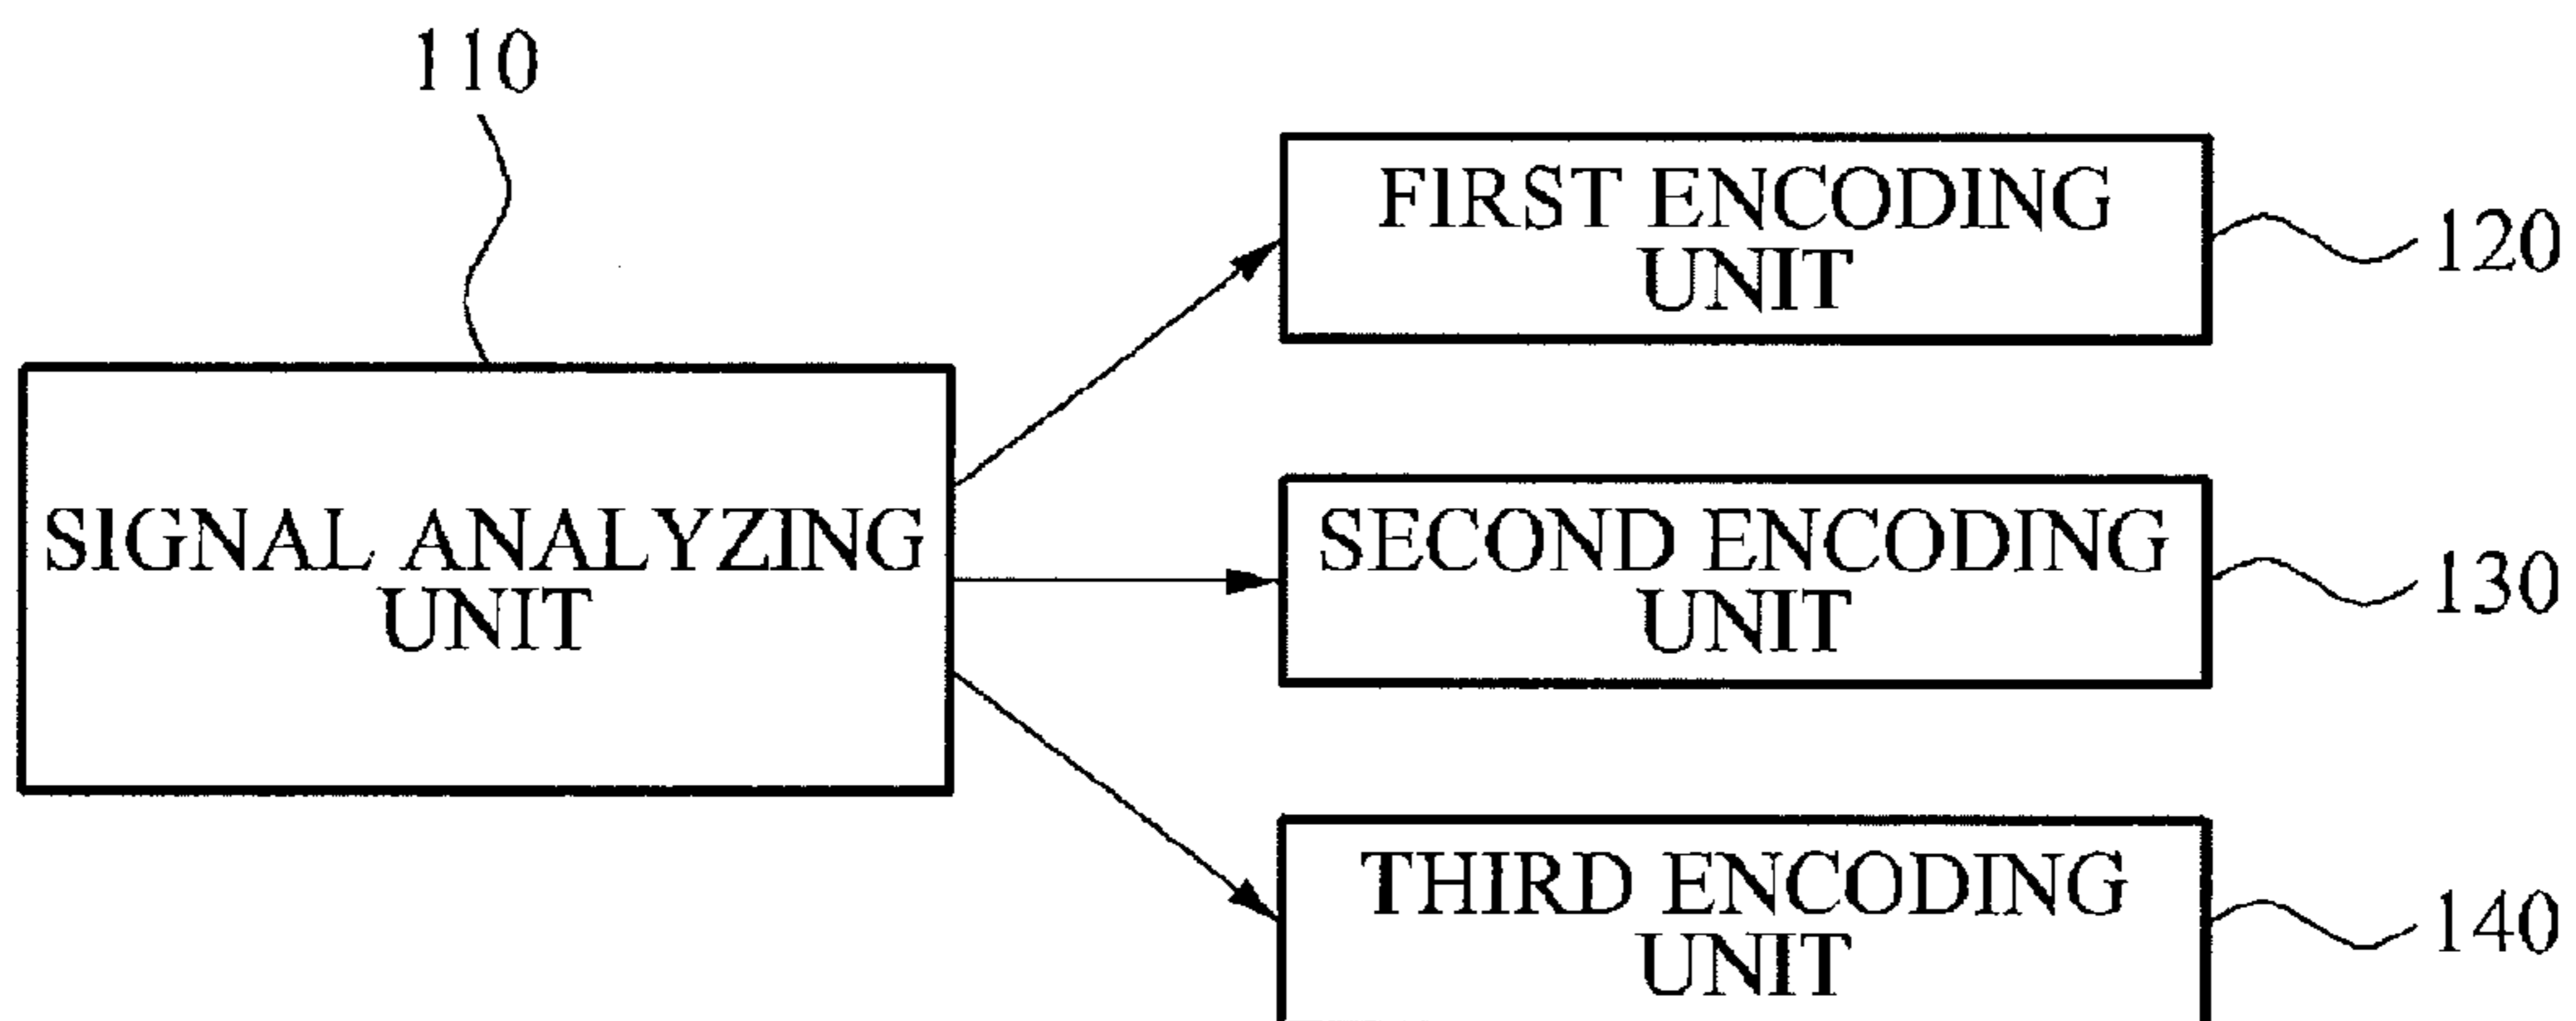 110
FIRST ENCODING
UNIT
120
SIGNAL ANALYZING
UNIT
SECOND ENCODING
UNIT
130
THIRD ENCODING
UNIT
140